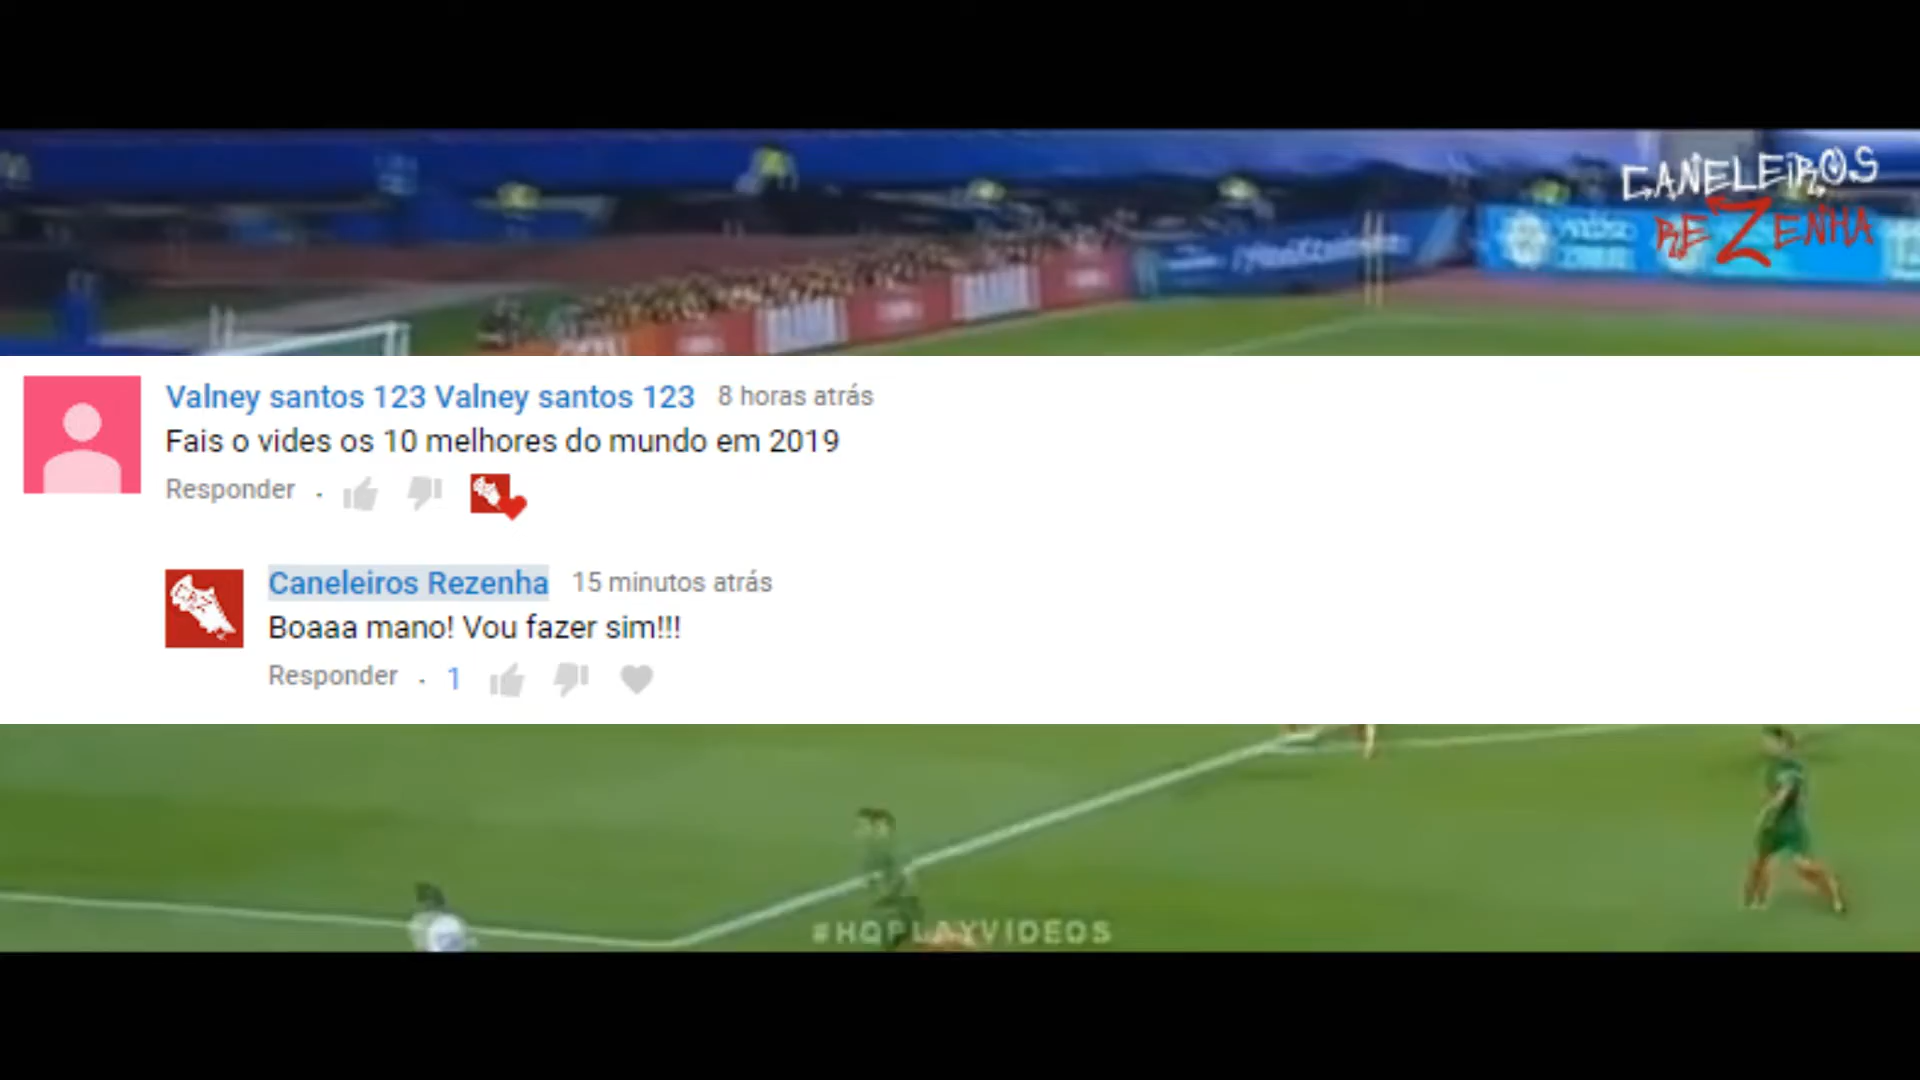 CANELEIROS
REZENHA
Valney santos 123 Valney santos 123 8 horas atrás
Fais o vides os 10 melhores do mundo em 2019
Responder .
Caneleiros Rezenha 15 minutos atrás
Boaaa mano! Vou fazer sim!!!
Responder . 1
#HQPLAYVIDEOS